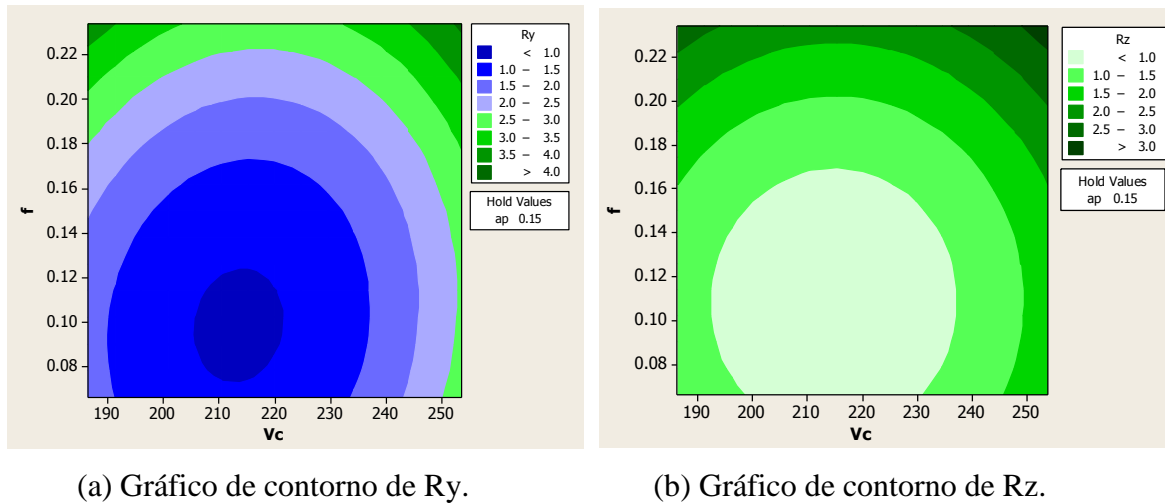 Ry
< 1.0
1.0 – 1.5
1.5 – 2.0
2.0 – 2.5
2.5 – 3.0
3.0 – 3.5
3.5 – 4.0
> 4.0
Hold Values
ap 0.15
f
0.22
0.20
0.18
0.16
0.14
0.12
0.10
0.08
190 200 210 220 230 240 250
Vc
(a) Gráfico de contorno de Ry.
Rz
< 1.0
1.0 – 1.5
1.5 – 2.0
2.0 – 2.5
2.5 – 3.0
> 3.0
Hold Values
ap 0.15
f
0.22
0.20
0.18
0.16
0.14
0.12
0.10
0.08
190 200 210 220 230 240 250
Vc
(b) Gráfico de contorno de Rz.